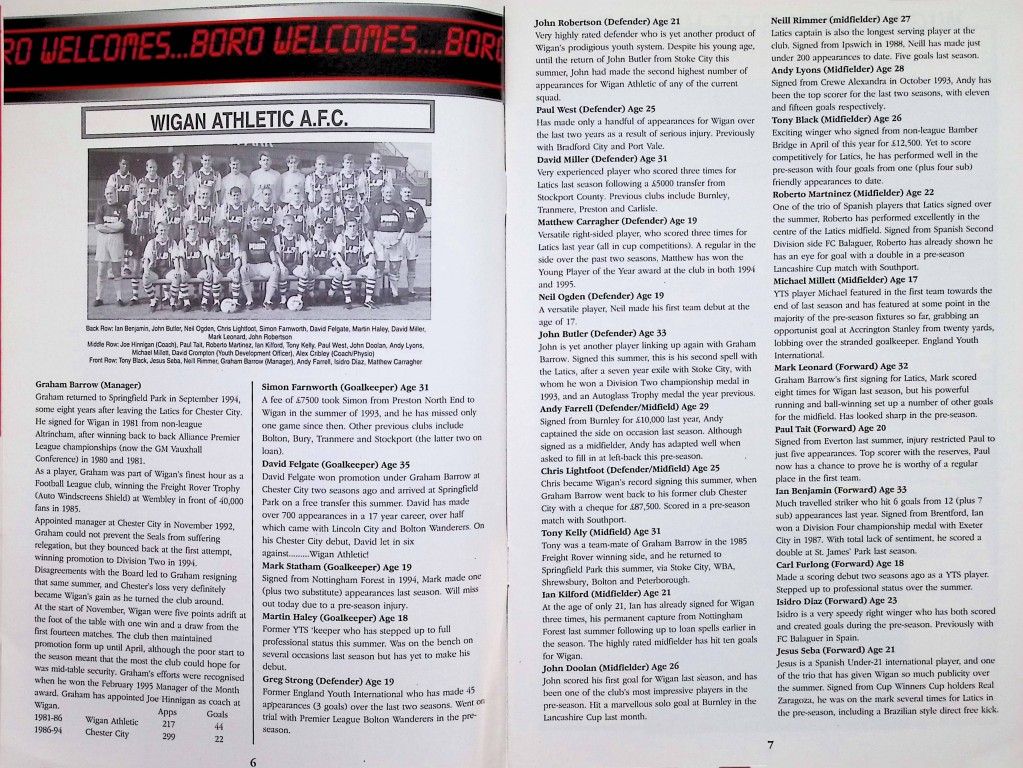 RO WELCOMES...BORO WELCOMES....BORO
WIGAN ATHLETIC A.F.C.
Back Row: Ian Benjamin, John Butler, Neil Ogden, Chris Lightfoot, Simon Farnworth, David Felgate, Martin Haley, David Miller,
Mark Leonard, John Robertson
Middle Row: Joe Hinnigan (Coach), Paul Tait, Roberto Martinez, Ian Kilford, Tony Kelly, Paul West, John Doolan, Andy Lyons,
Michael Millett, David Crompton (Youth Development Officer), Alex Cribley (Coach/Physio)
Front Row: Tony Black, Jesus Seba, Neill Rimmer, Graham Barrow (Manager), Andy Farrell, Isidro Diaz, Matthew Carragher
Graham Barrow (Manager)
Graham returned to Springfield Park in September 1994,
some eight years after leaving the Latics for Chester City.
He signed for Wigan in 1981 from non-league
Altrincham, after winning back to back Alliance Premier
League championships (now the GM Vauxhall
Conference) in 1980 and 1981.
As a player, Graham was part of Wigan's finest hour as a
Football League club, winning the Freight Rover Trophy
(Auto Windscreens Shield) at Wembley in front of 40,000
fans in 1985.
Appointed manager at Chester City in November 1992,
Graham could not prevent the Seals from suffering
relegation, but they bounced back at the first attempt,
winning promotion to Division Two in 1994.
Disagreements with the Board led to Graham resigning
that same summer, and Chester's loss very definitely
became Wigan's gain as he turned the club around.
At the start of November, Wigan were five points adrift at
the foot of the table with one win and a draw from the
first fourteen matches. The club then maintained
promotion form up until April, although the poor start to
the season meant that the most the club could hope for
was mid-table security. Graham's efforts were recognised
when he won the February 1995 Manager of the Month
award. Graham has appointed Joe Hinnigan as coach at
Wigan.
Apps Goals
1981-86 Wigan Athletic 217 44
1986-94 Chester City 299 22
Simon Farnworth (Goalkeeper) Age 31
A fee of £7500 took Simon from Preston North End to
Wigan in the summer of 1993, and he has missed only
one game since then. Other previous clubs include
Bolton, Bury, Tranmere and Stockport (the latter two on
loan).
David Felgate (Goalkeeper) Age 35
David Felgate won promotion under Graham Barrow at
Chester City two seasons ago and arrived at Springfield
Park on a free transfer this summer. David has made
over 700 appearances in a 17 year career, over half
which came with Lincoln City and Bolton Wanderers. On
his Chester City debut, David let in six
against.........Wigan Athletic!
Mark Statham (Goalkeeper) Age 19
Signed from Nottingham Forest in 1994, Mark made one
(plus two substitute) appearances last season. Will miss
out today due to a pre-season injury.
Martin Haley (Goalkeeper) Age 18
Former YTS 'keeper who has stepped up to full
professional status this summer. Was on the bench on
several occasions last season but has yet to make his
debut.
Greg Strong (Defender) Age 19
Former England Youth International who has made 45
appearances (3 goals) over the last two seasons. Went on
trial with Premier League Bolton Wanderers in the pre-
season.
6
John Robertson (Defender) Age 21
Very highly rated defender who is yet another product of
Wigan's prodigious youth system. Despite his young age,
until the return of John Butler from Stoke City this
summer, John had made the second highest number of
appearances for Wigan Athletic of any of the current
squad.
Paul West (Defender) Age 25
Has made only a handful of appearances for Wigan over
the last two years as a result of serious injury. Previously
with Bradford City and Port Vale.
David Miller (Defender) Age 31
Very experienced player who scored three times for
Latics last season following a £5000 transfer from
Stockport County. Previous clubs include Burnley,
Tranmere, Preston and Carlisle.
Matthew Carragher (Defender) Age 19
Versatile right-sided player, who scored three times for
Latics last year (all in cup competitions). A regular in the
side over the past two seasons, Matthew has won the
Young Player of the Year award at the club in both 1994
and 1995.
Neil Ogden (Defender) Age 19
A versatile player, Neil made his first team debut at the
age of 17.
John Butler (Defender) Age 33
John is yet another player linking up again with Graham
Barrow. Signed this summer, this is his second spell with
the Latics, after a seven year exile with Stoke City, with
whom he won a Division Two championship medal in
1993, and an Autoglass Trophy medal the year previous.
Andy Farrell (Defender/Midfield) Age 29
Signed from Burnley for £10,000 last year, Andy
captained the side on occasion last season. Although
signed as a midfielder, Andy has adapted well when
asked to fill in at left-back this pre-season.
Chris Lightfoot (Defender/Midfield) Age 25
Chris became Wigan's record signing this summer, when
Graham Barrow went back to his former club Chester
City with a cheque for £87,500. Scored in a pre-season
match with Southport.
Tony Kelly (Midfield) Age 31
Tony was a team-mate of Graham Barrow in the 1985
Freight Rover winning side, and he returned to
Springfield Park this summer, via Stoke City, WBA,
Shrewsbury, Bolton and Peterborough.
Ian Kilford (Midfielder) Age 21
At the age of only 21, Ian has already signed for Wigan
three times, his permanent capture from Nottingham
Forest last summer following up to loan spells earlier in
the season. The highly rated midfielder has hit ten goals
for Wigan.
John Doolan (Midfielder) Age 26
John scored his first goal for Wigan last season, and has
been one of the club's most impressive players in the
pre-season. Hit a marvellous solo goal at Burnley in the
Lancashire Cup last month.
Neill Rimmer (midfielder) Age 27
Latics captain is also the longest serving player at the
club. Signed from Ipswich in 1988, Neill has made just
under 200 appearances to date. Five goals last season.
Andy Lyons (Midfielder) Age 28
Signed from Crewe Alexandra in October 1993, Andy has
been the top scorer for the last two seasons, with eleven
and fifteen goals respectively.
Tony Black (Midfielder) Age 26
Exciting winger who signed from non-league Bamber
Bridge in April of this year for £12,500. Yet to score
competitively for Latics, he has performed well in the
pre-season with four goals from one (plus four sub)
friendly appearances to date.
Roberto Martninez (Midfielder) Age 22
One of the trio of Spanish players that Latics signed over
the summer, Roberto has performed excellently in the
centre of the Latics midfield. Signed from Spanish Second
Division side FC Balaguer, Roberto has already shown he
has an eye for goal with a double in a pre-season
Lancashire Cup match with Southport.
Michael Millett (Midfielder) Age 17
YTS player Michael featured in the first team towards the
end of last season and has featured at some point in the
majority of the pre-season fixtures so far, grabbing an
opportunist goal at Accrington Stanley from twenty yards,
lobbing over the stranded goalkeeper. England Youth
International.
Mark Leonard (Forward) Age 32
Graham Barrow's first signing for Latics, Mark scored
eight times for Wigan last season, but his powerful
running and ball-winning set up a number of other goals
for the midfield. Has looked sharp in the pre-season.
Paul Tait (Forward) Age 20
Signed from Everton last summer, injury restricted Paul to
just five appearances. Top scorer with the reserves, Paul
now has a chance to prove he is worthy of a regular
place in the first team.
Ian Benjamin (Forward) Age 33
Much travelled striker who hit 6 goals from 12 (plus 7
sub) appearances last year. Signed from Brentford, Ian
won a Division Four championship medal with Exeter
City in 1987. With total lack of sentiment, he scored a
double at St. James' Park last season.
Carl Furlong (Forward) Age 18
Made a scoring debut two seasons ago as a YTS player.
Stepped up to professional status over the summer.
Isidro Diaz (Forward) Age 23
Isidro is a very speedy right winger who has both scored
and created goals during the pre-season. Previously with
FC Balaguer in Spain.
Jesus Seba (Forward) Age 21
Jesus is a Spanish Under-21 international player, and one
of the trio that has given Wigan so much publicity over
the summer. Signed from Cup Winners Cup holders Real
Zaragoza, he was on the mark several times for Latics in
the pre-season, including a Brazilian style direct free kick.
7